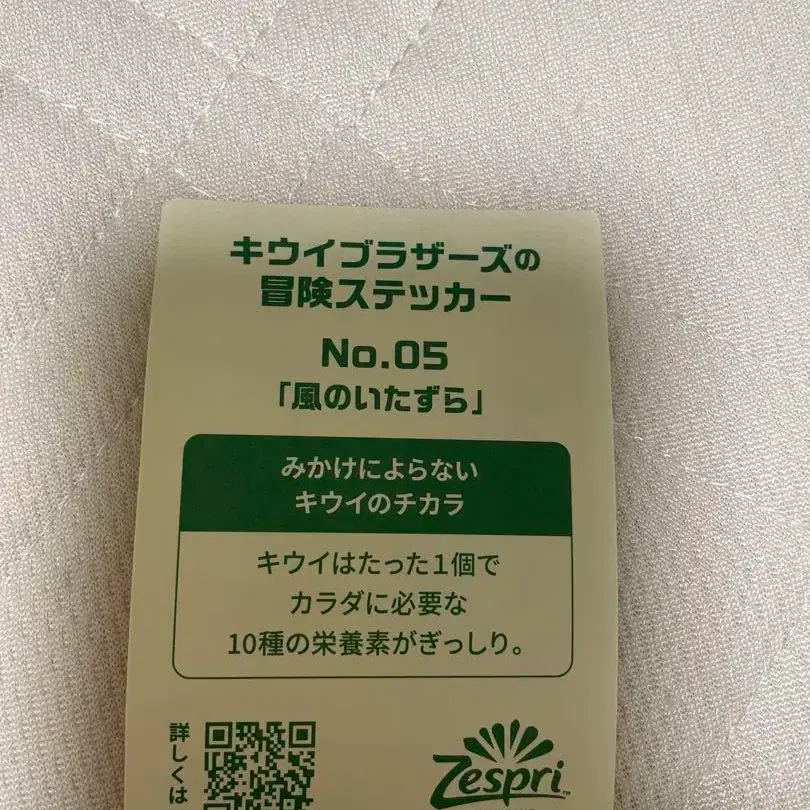 キウイブラザーズの
冒険ステッカー
No.05
「風のいたずら」
みかけによらない
キウイのチカラ
キウイはたった1個で
カラダに必要な
10種の栄養素がぎっしり。
詳しくは
Zespri